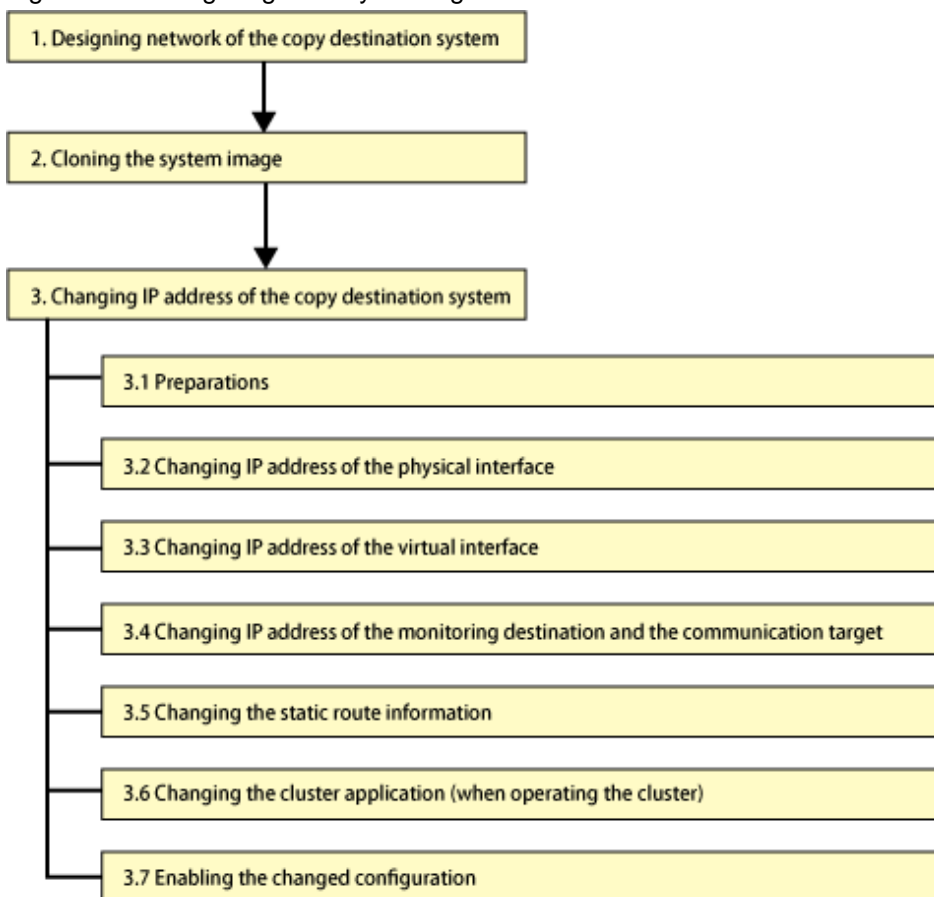 1. Designing network of the copy destination system
2. Cloning the system image
3. Changing IP address of the copy destination system
3.1 Preparations
3.2 Changing IP address of the physical interface
3.3 Changing IP address of the virtual interface
3.4 Changing IP address of the monitoring destination and the communication target
3.5 Changing the static route information
3.6 Changing the cluster application (when operating the cluster)
3.7 Enabling the changed configuration